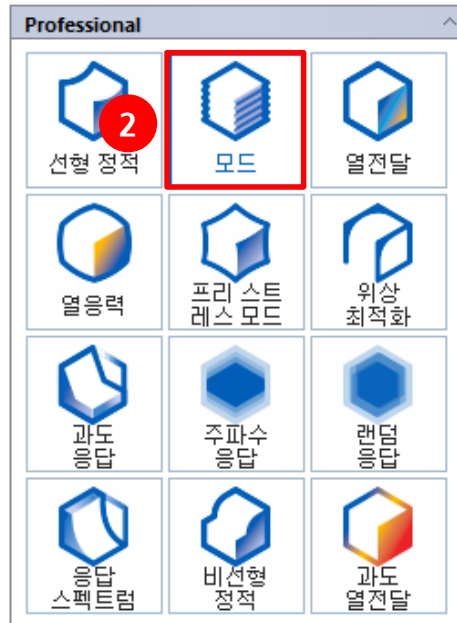 Professional
2
선형 정적
모드
열전달
열응력
프리 스트
레스 모드
위상
최적화
과도
응답
주파수
응답
랜덤
응답
응답
스펙트럼
비선형
정적
과도
열전달